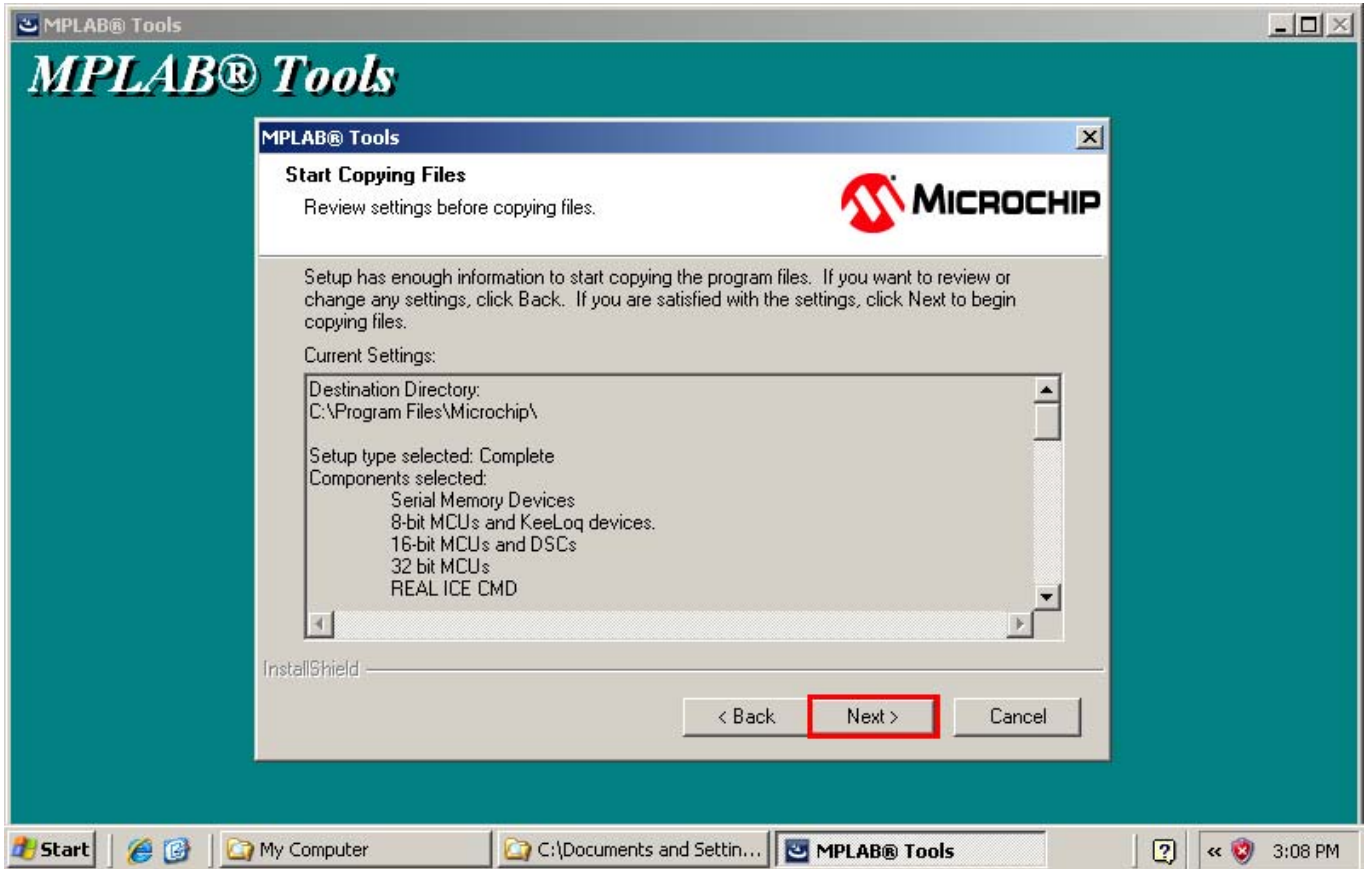 MPLAB® Tools
MPLAB® Tools
MPLAB® Tools
Start Copying Files
Review settings before copying files.
MICROCHIP
Setup has enough information to start copying the program files. If you want to review or
change any settings, click Back. If you are satisfied with the settings, click Next to begin
copying files.
Current Settings:
Destination Directory:
C:\Program Files\Microchip\
Setup type selected: Complete
Components selected:
Serial Memory Devices
8-bit MCUs and KeeLoq devices.
16-bit MCUs and DSCs
32 bit MCUs
REAL ICE CMD
InstallShield
< Back Next > Cancel
Start My Computer C:\Documents and Settin... MPLAB® Tools « 3:08 PM